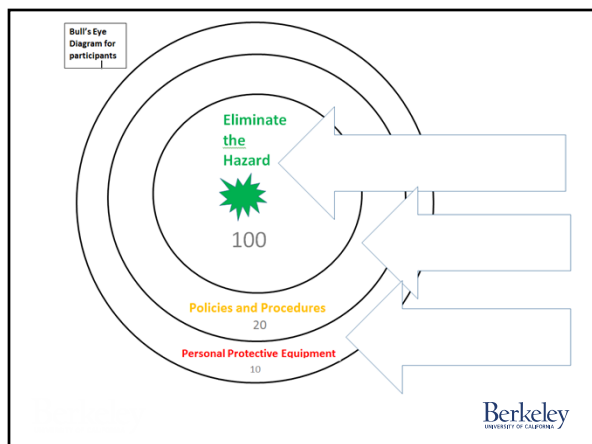 Bull's Eye
Diagram for
participants
Eliminate
the
Hazard
100
Policies and Procedures
20
Personal Protective Equipment
10
Berkeley
UNIVERSITY OF CALIFORNIA